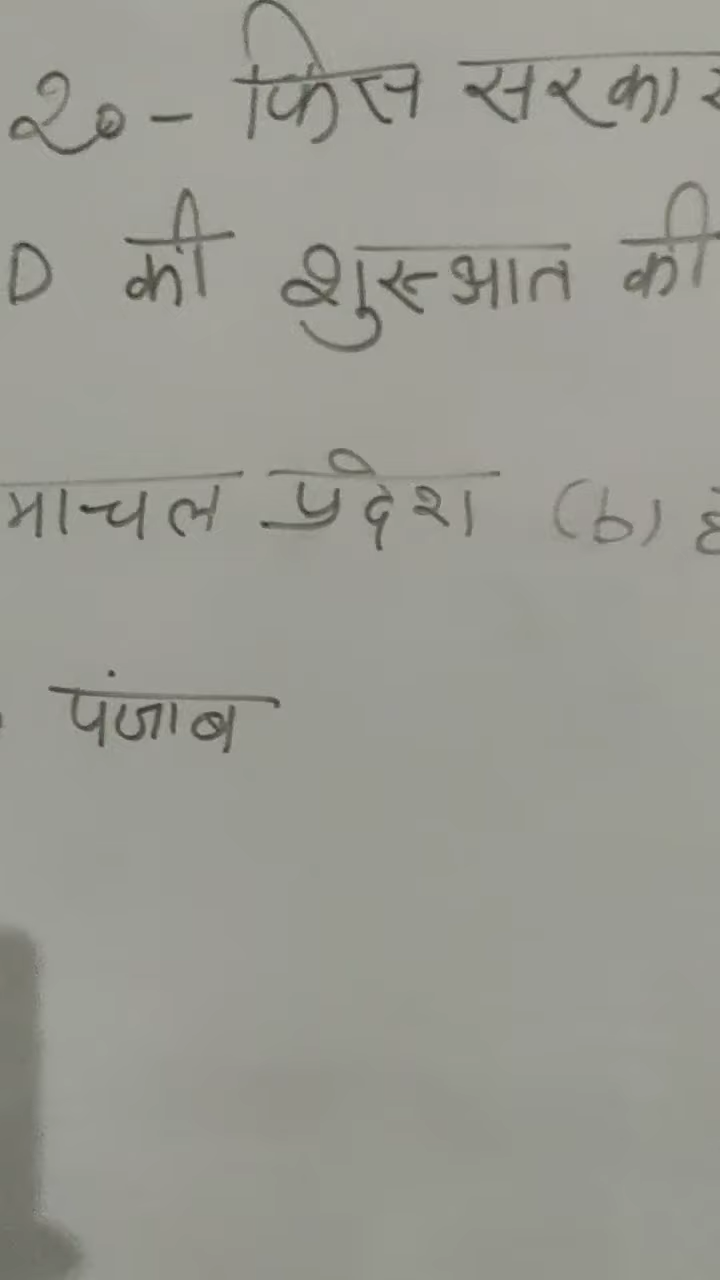 20- किस सरकार
D की शुरुआत की
माचल प्रदेश (b) ह
पंजाब